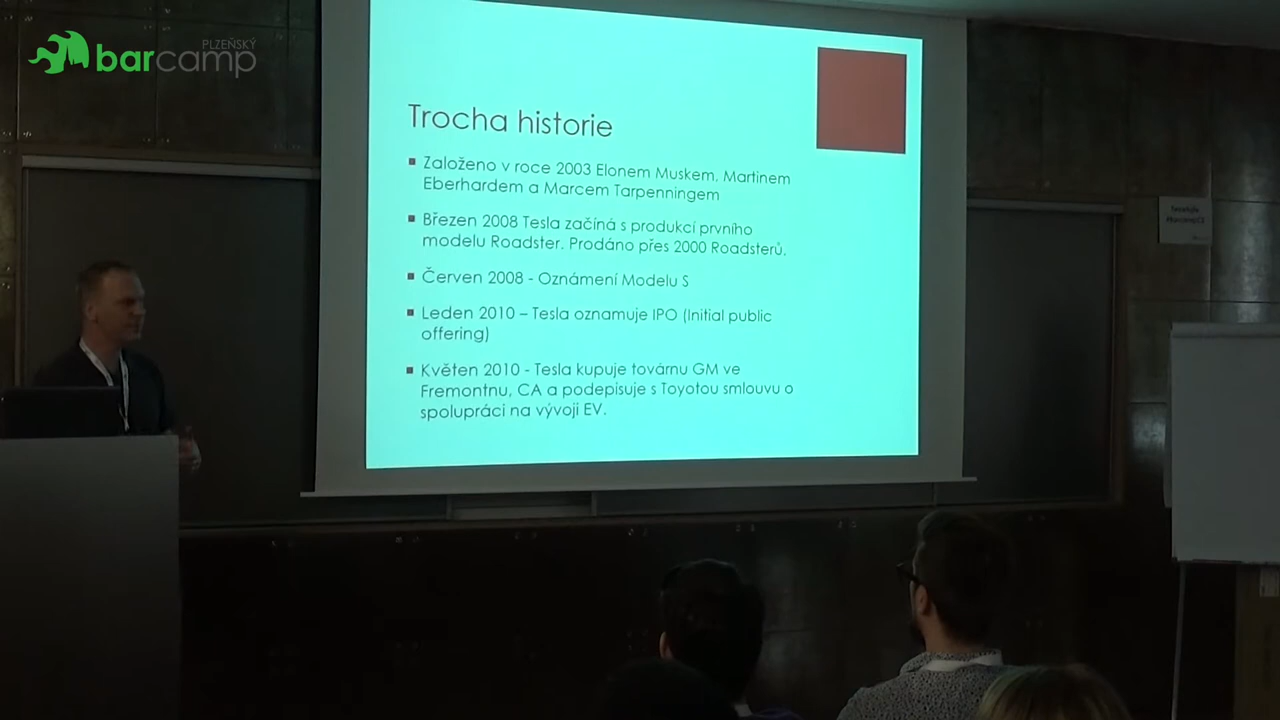 PLZEŇSKÝ
barcamp
Trocha historie
Založeno v roce 2003 Elonem Muskem, Martinem
Eberhardem a Marcem Tarpenningem
Březen 2008 Tesla začíná s produkcí prvního
modelu Roadster. Prodáno přes 2000 Roadsterů.
Červen 2008 - Oznámení Modelu S
Leden 2010 – Tesla oznamuje IPO (Initial public
offering)
Květen 2010 - Tesla kupuje továrnu GM ve
Fremontnu, CA a podepisuje s Toyotou smlouvu o
spolupráci na vývoji EV.